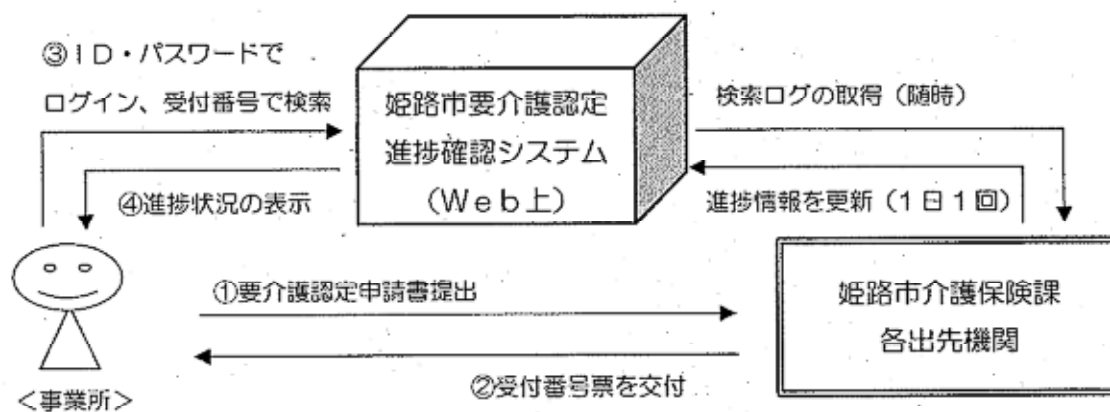 ③ＩＤ・パスワードで
ログイン、受付番号で検索
姫路市要介護認定
進捗確認システム
（Ｗｅｂ上）
検索ログの取得（随時）
④進捗状況の表示
進捗情報を更新（１日１回）
①要介護認定申請書提出
姫路市介護保険課
各出先機関
②受付番号票を交付
＜事業所＞